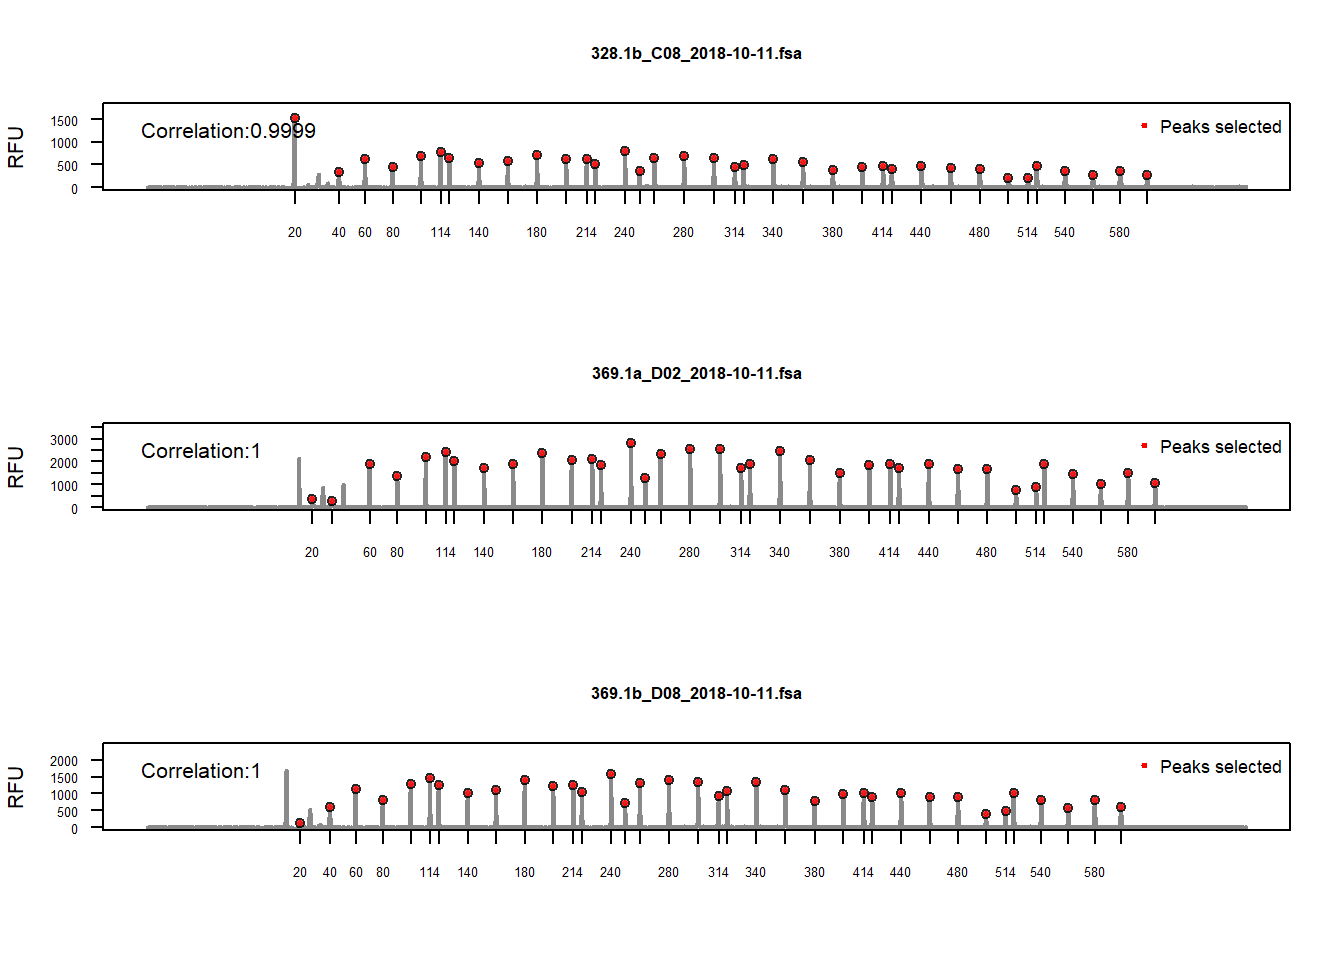 328.1b_C08_2018-10-11.fsa
RFU
1500
1000
500
0
Correlation:0.9999
Peaks selected
20 40 60 80 114 140 180 214 240 280 314 340 380 414 440 480 514 540 580
369.1a_D02_2018-10-11.fsa
RFU
3000
2000
1000
0
Correlation:1
Peaks selected
20 60 80 114 140 180 214 240 280 314 340 380 414 440 480 514 540 580
369.1b_D08_2018-10-11.fsa
RFU
2000
1500
1000
500
0
Correlation:1
Peaks selected
20 40 60 80 114 140 180 214 240 280 314 340 380 414 440 480 514 540 580